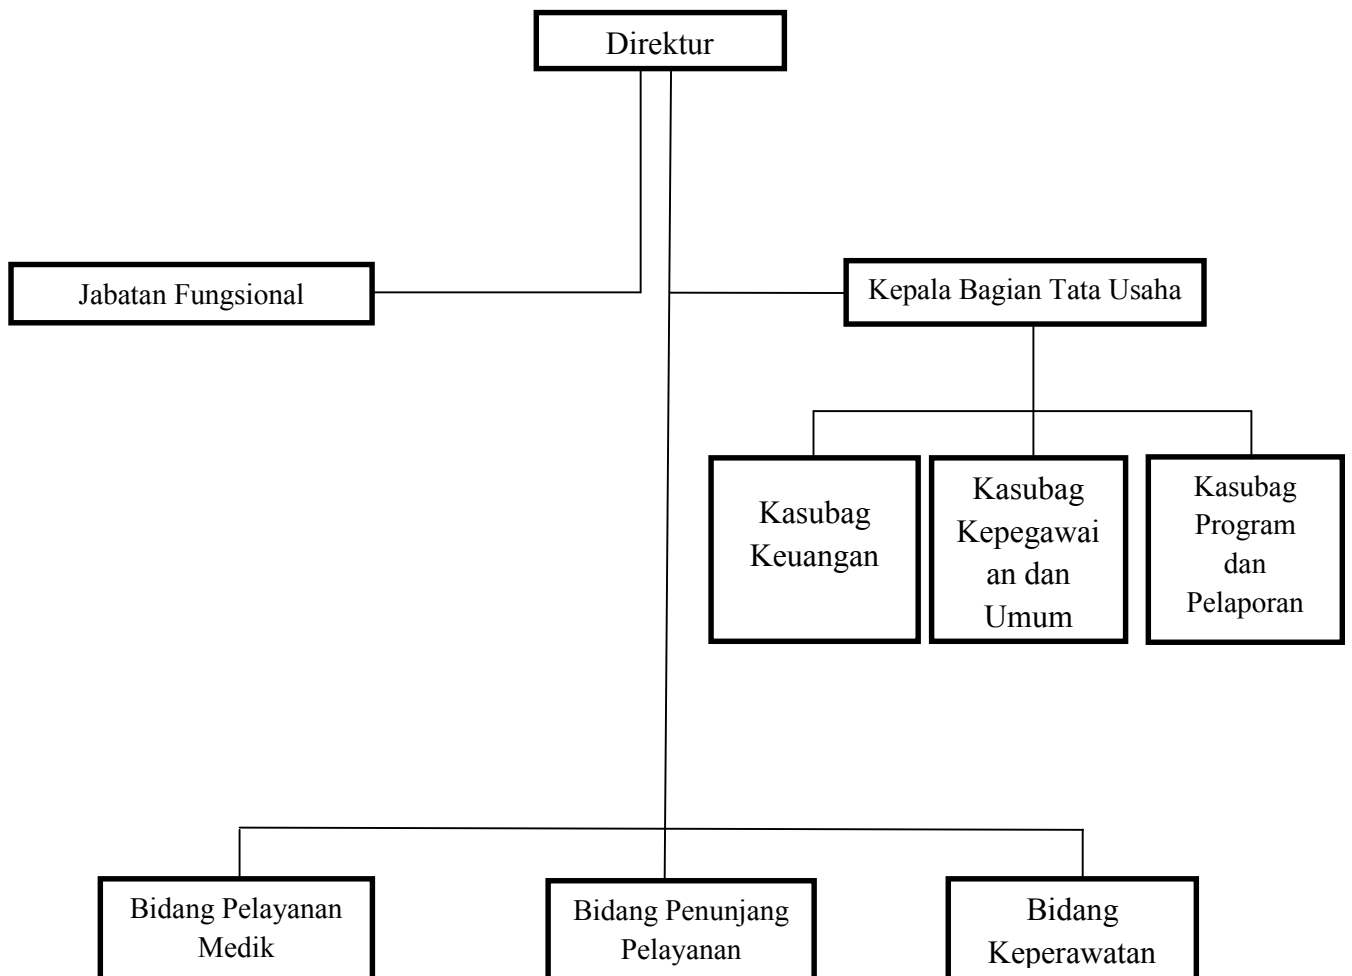 Direktur
Jabatan Fungsional
Kepala Bagian Tata Usaha
Kasubag
Keuangan
Kasubag
Kepegawai
an dan
Umum
Kasubag
Program
dan
Pelaporan
Bidang Pelayanan
Medik
Bidang Penunjang
Pelayanan
Bidang
Keperawatan